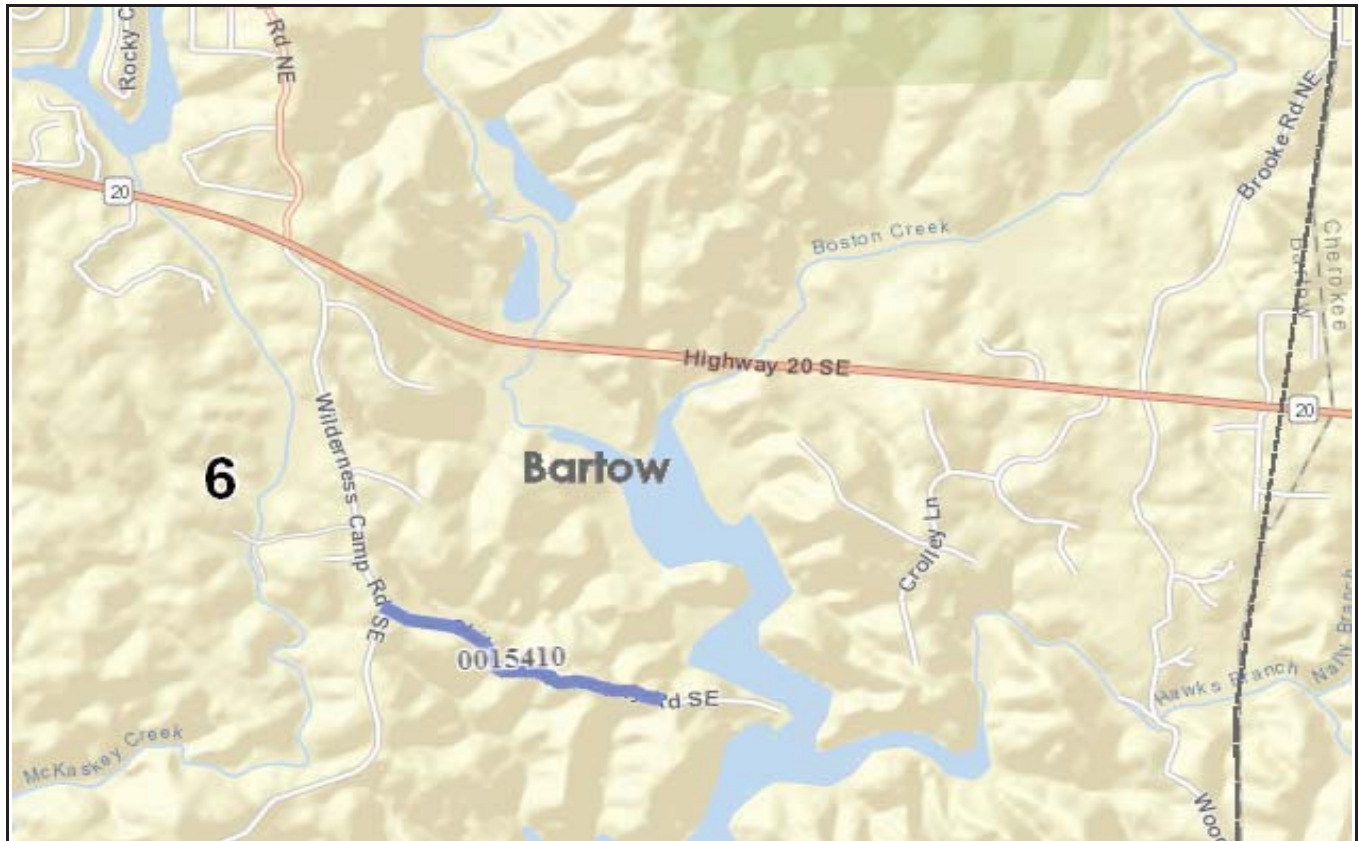 Rocky C
Rd NE
20
Boston Creek
Brooke Rd NE
Cherokee
Bartow
Highway 20 SE
20
Wilderness Camp Rd SE
6
Bartow
Crolley Ln
0015410
Rd SE
Hawks Branch
Nally Branch
McKaskey Creek
Wood